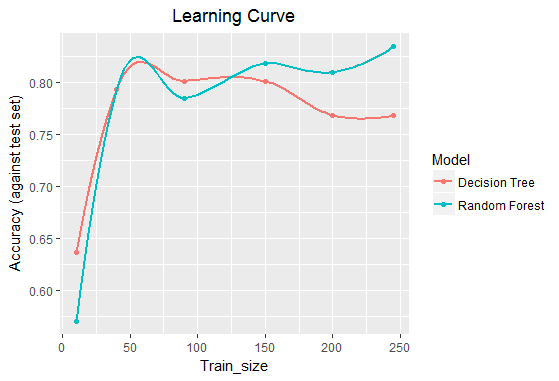 Learning Curve
Accuracy (against test set)
0.80
0.75
0.70
0.65
0.60
0
50
100
150
200
250
Train_size
Model
Decision Tree
Random Forest